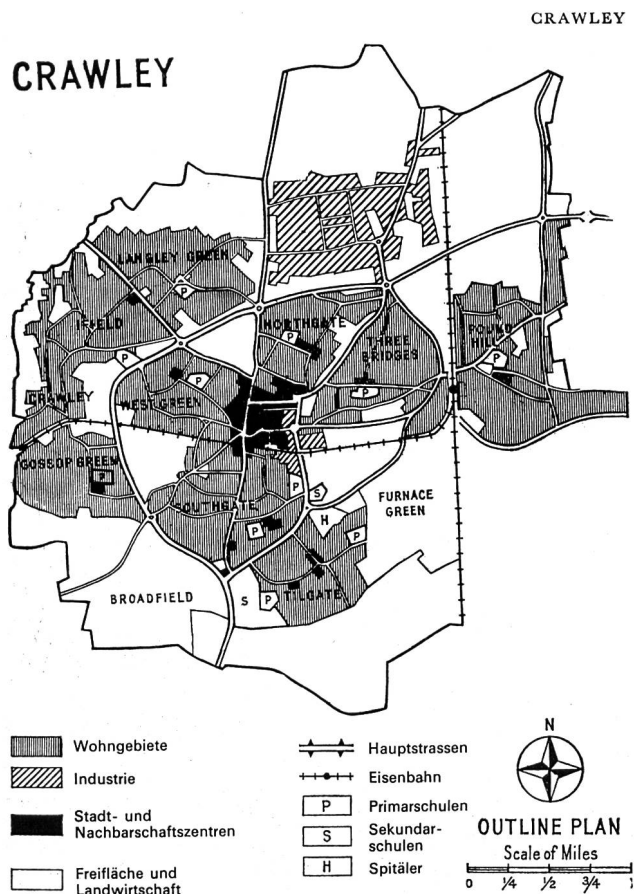 CRAWLEY
CRAWLEY
LANGLEY GREEN
IFIELD
P
NORTHGATE
P
THREE
BRIDGES
POUND
HILL
P
P
P
CRAWLEY
WEST GREEN
P
GOSSOP GREEN
P
SOUTHGATE
P
S
FURNACE
GREEN
H
P
P
BROADFIELD
S
P
TILGATE
Wohngebiete
Industrie
Stadt- und
Nachbarschaftszentren
Freifläche und
Landwirtschaft
Hauptstrassen
Eisenbahn
P Primarschulen
S Sekundar-
schulen
H Spitäler
N
OUTLINE PLAN
Scale of Miles
0 1/4 1/2 3/4 1